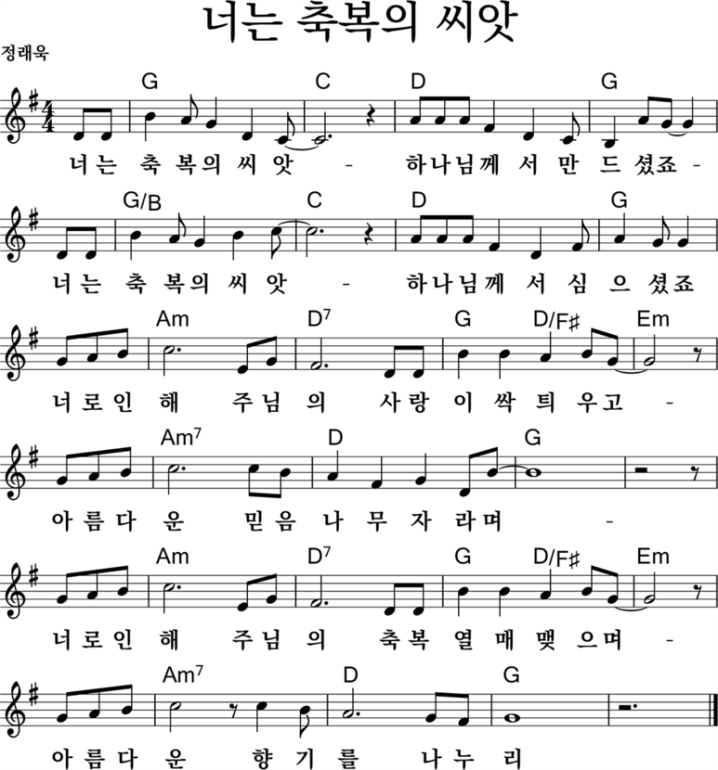 너는 축복의 씨앗
정래욱
G C D G
4
4
너 는 축 복 의 씨 앗 - 하 나 님 께 서 만 드 셨 죠 -
G/B C D G
너 는 축 복 의 씨 앗 - 하 나 님 께 서 심 으 셨 죠
Am D7 G D/F# Em
너 로 인 해 주 님 의 사 랑 이 싹 틔 우 고 -
Am7 D G
아 름 다 운 믿 음 나 무 자 라 며 -
Am D7 G D/F# Em
너 로 인 해 주 님 의 축 복 열 매 맺 으 며 -
Am7 D G
아 름 다 운 향 기 를 나 누 리